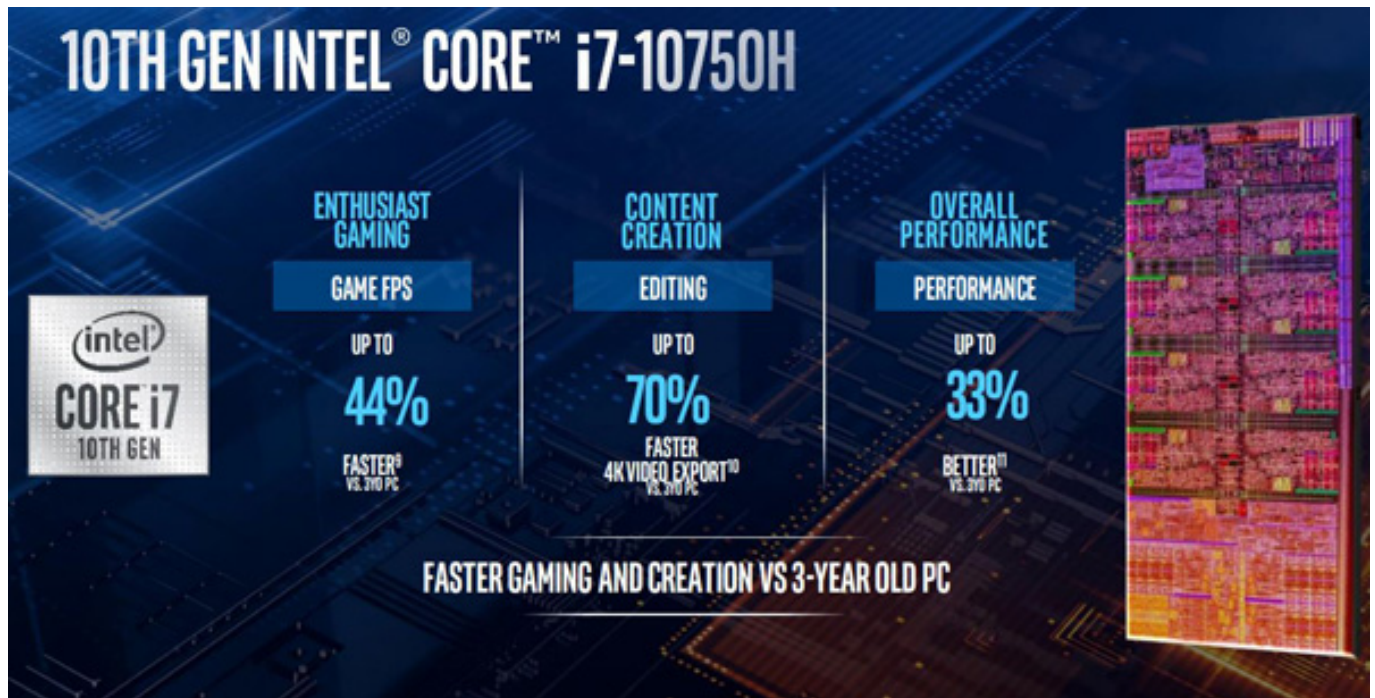 10TH GEN INTEL® CORE™ i7-10750H
ENTHUSIAST
GAMING
GAME FPS
UP TO
44%
FASTER⁹
VS. 3YO PC
CONTENT
CREATION
EDITING
UP TO
70%
FASTER
4K VIDEO EXPORT¹⁰
VS. 3YO PC
OVERALL
PERFORMANCE
PERFORMANCE
UP TO
33%
BETTER¹¹
VS. 3YO PC
intel®
CORE i7
10TH GEN
FASTER GAMING AND CREATION VS 3-YEAR OLD PC